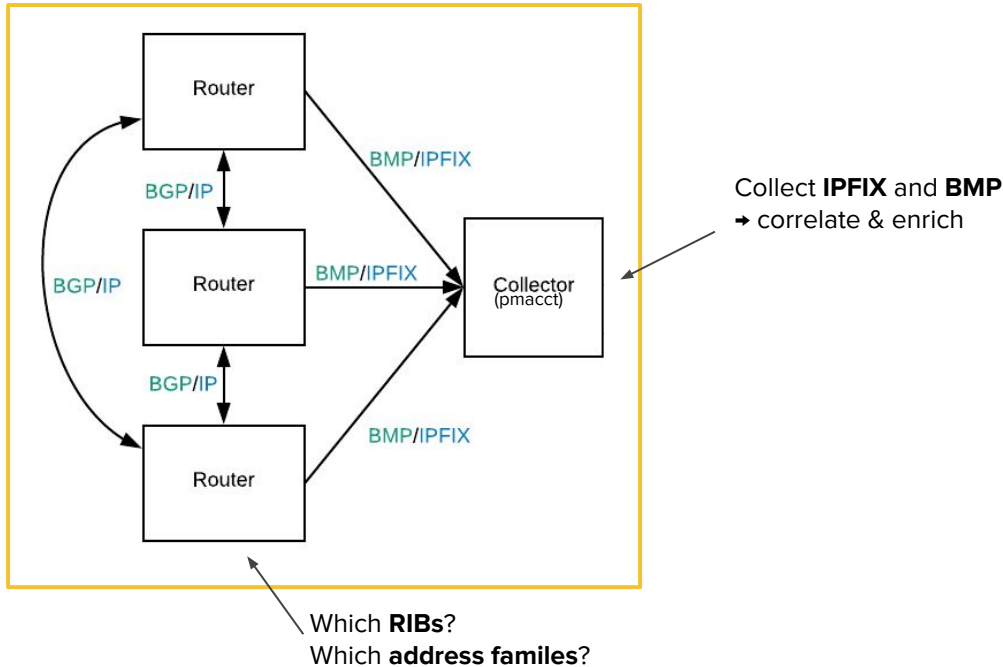 Router
BMP/IPFIX
BGP/IP
Collect IPFIX and BMP
→ correlate & enrich
Router
BMP/IPFIX
BGP/IP
Collector
(pmacct)
BGP/IP
BMP/IPFIX
Router
Which RIBs?
Which address familes?